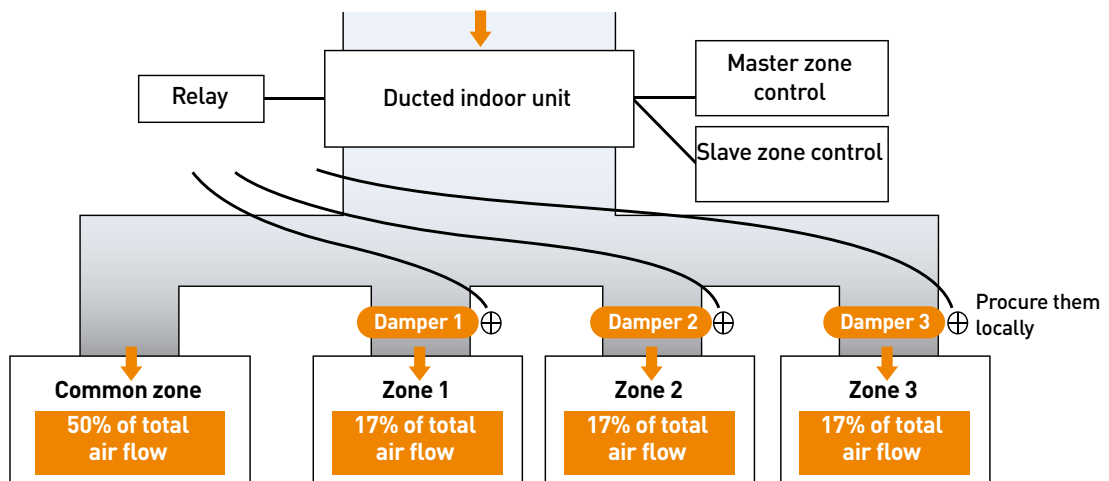 Relay
Ducted indoor unit
Master zone
control
Slave zone control
Damper 1
Damper 2
Damper 3
Procure them
locally
Common zone
50% of total
air flow
Zone 1
17% of total
air flow
Zone 2
17% of total
air flow
Zone 3
17% of total
air flow